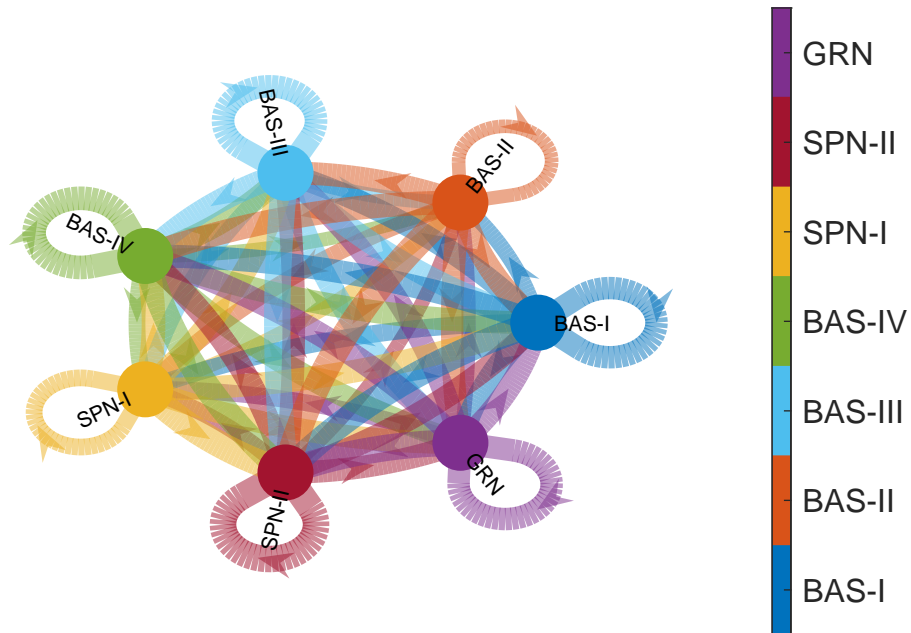 BAS-III
BAS-II
BAS-IV
BAS-I
SPN-I
GRN
SPN-II
GRN
SPN-II
SPN-I
BAS-IV
BAS-III
BAS-II
BAS-I